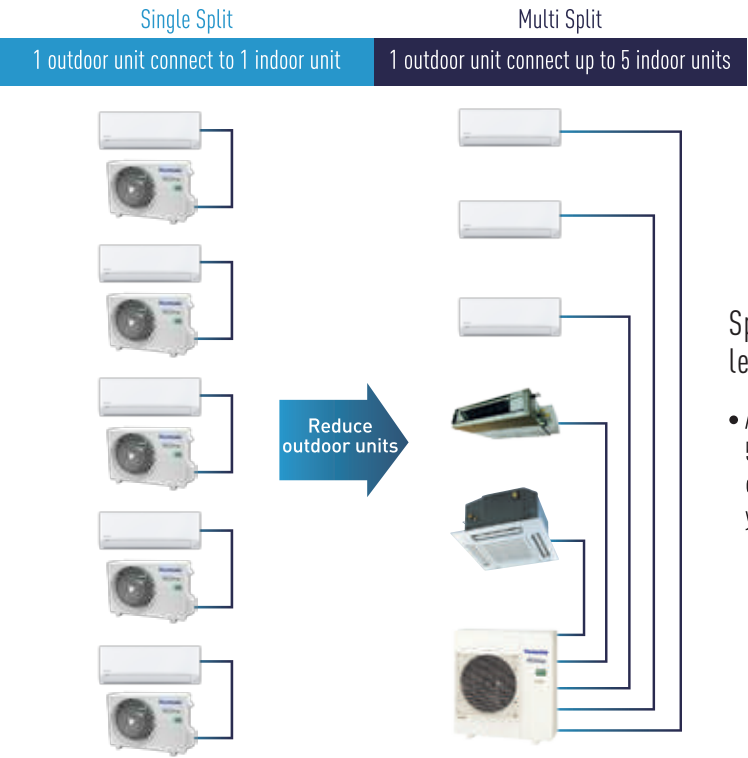 Single Split
Multi Split
1 outdoor unit connect to 1 indoor unit
1 outdoor unit connect up to 5 indoor units
Reduce
outdoor units